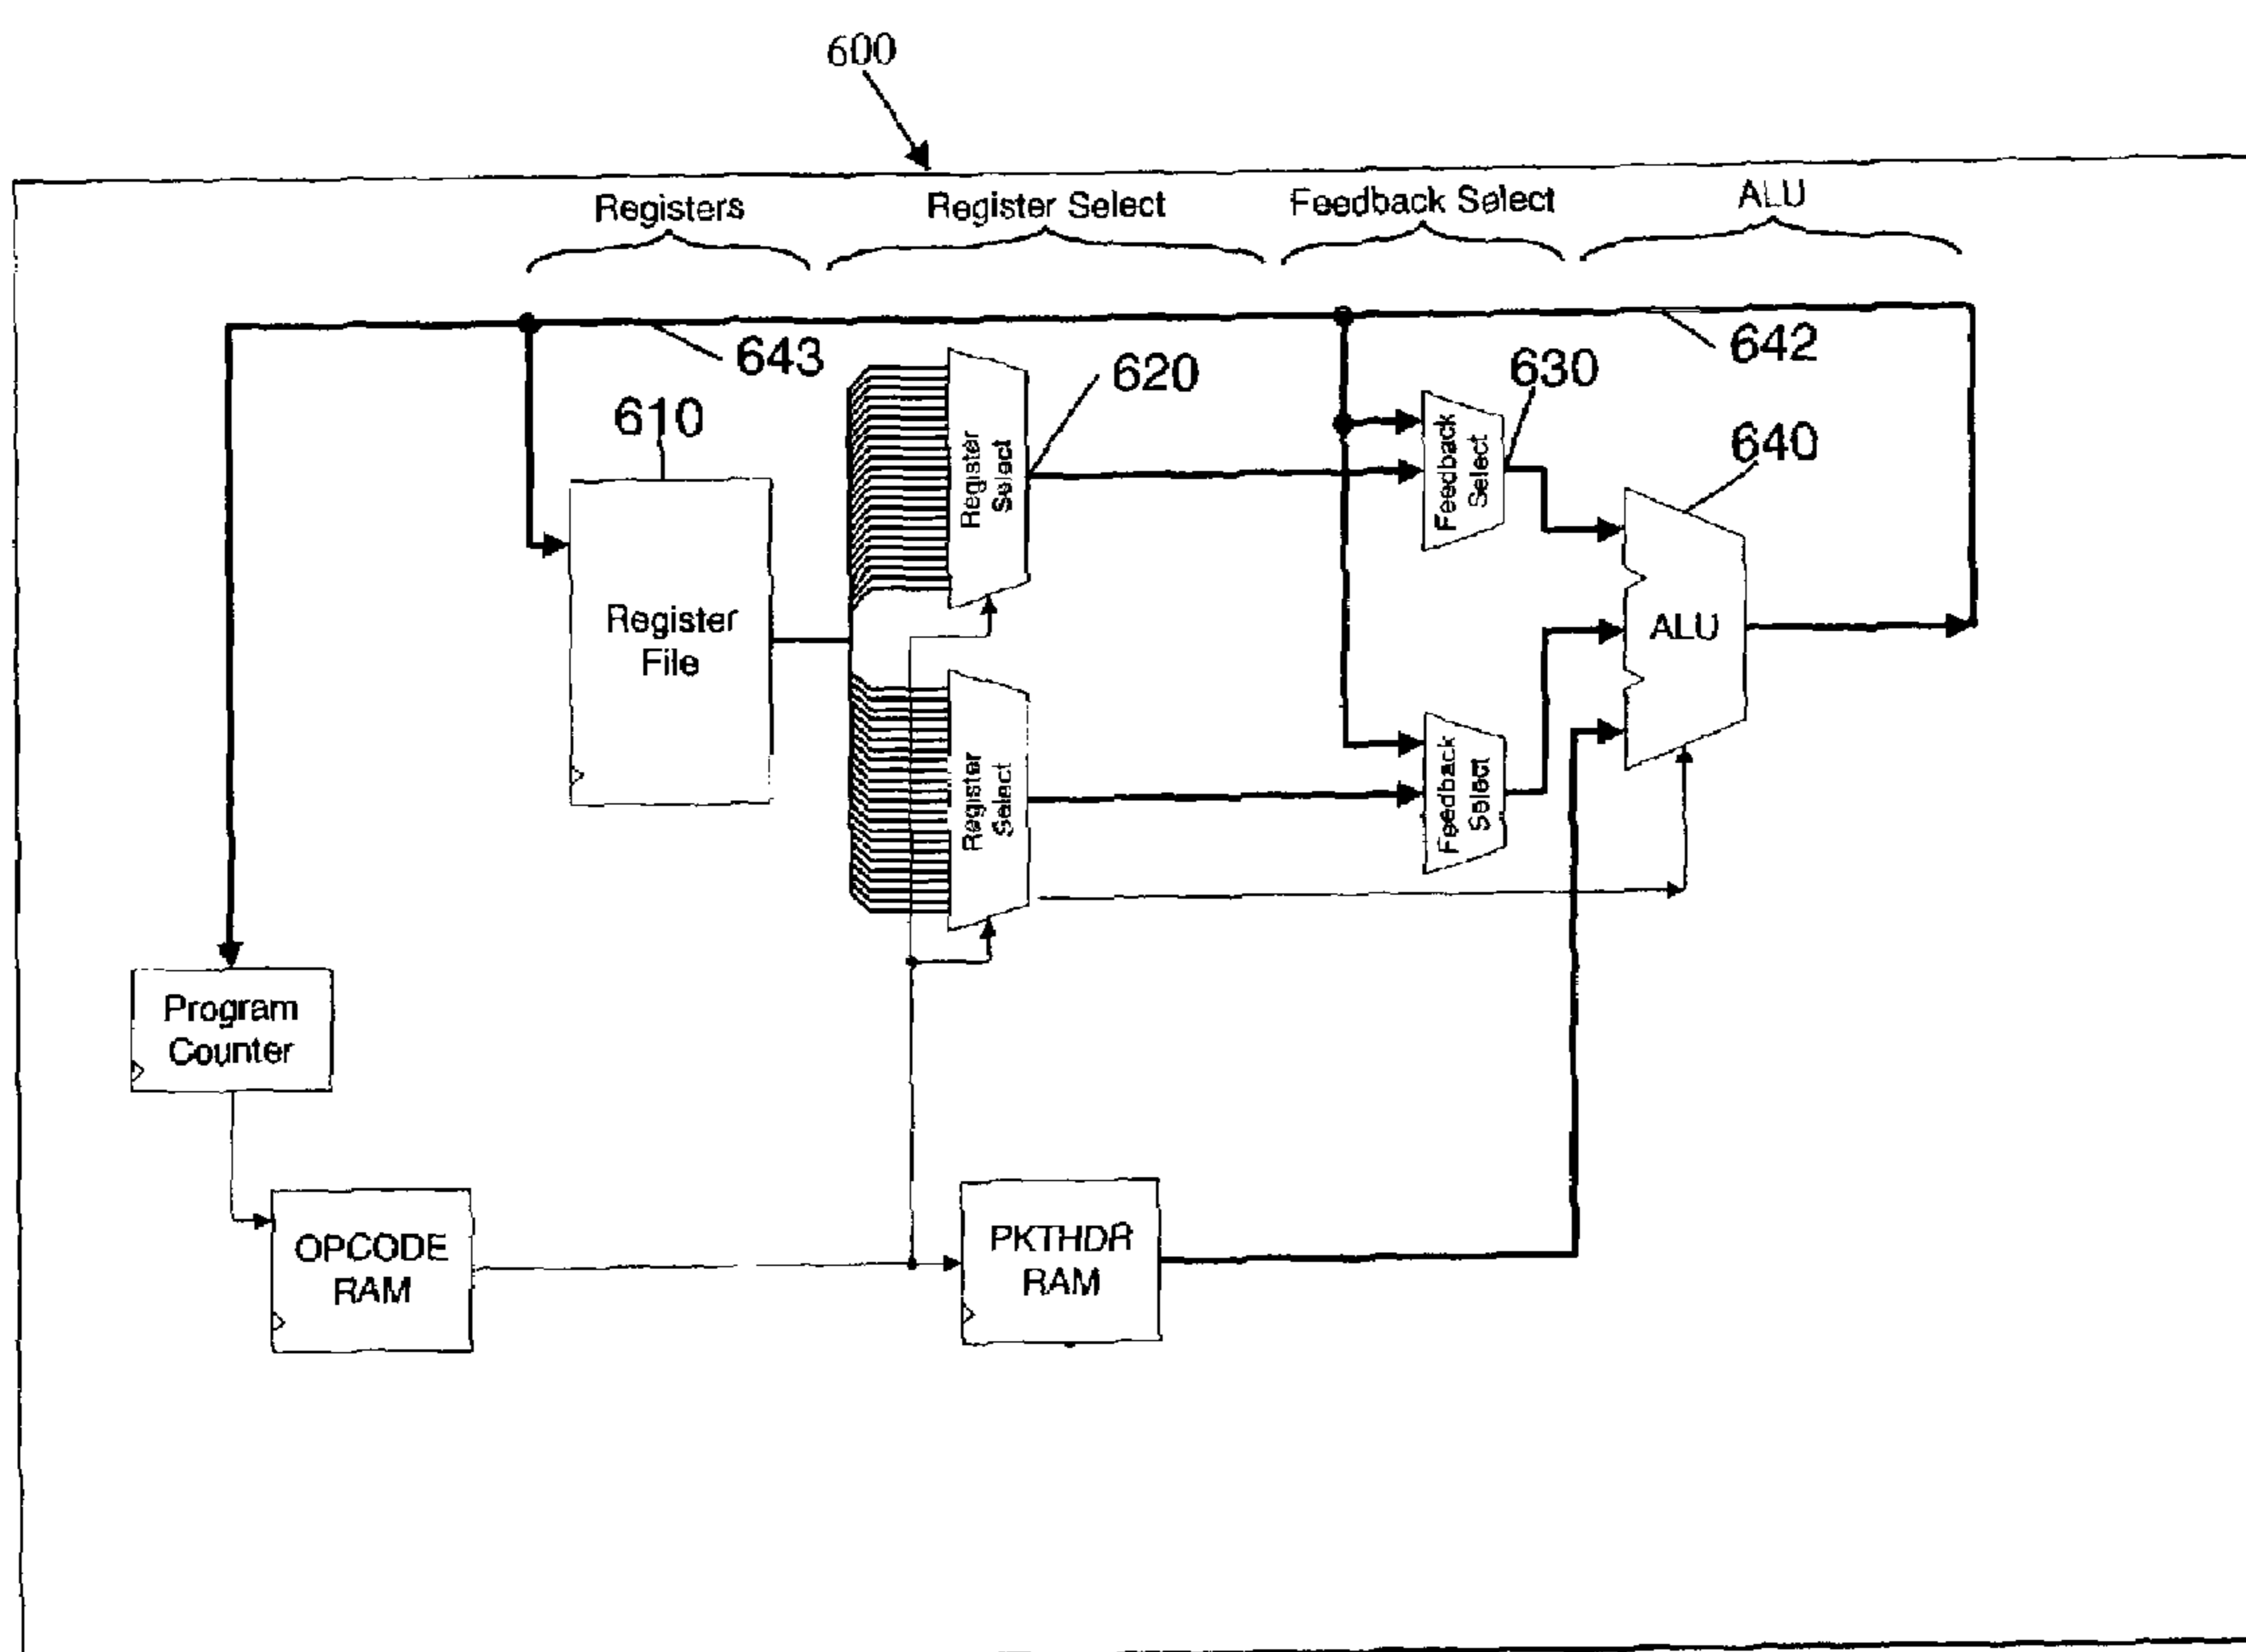 600
Registers
Register Select
Feedback Select
ALU
643
642
620
630
610
640
Register
Select
Feedback
Select
Register
File
ALU
Register
Select
Feedback
Select
Program
Counter
OPCODE
RAM
PKTHDR
RAM